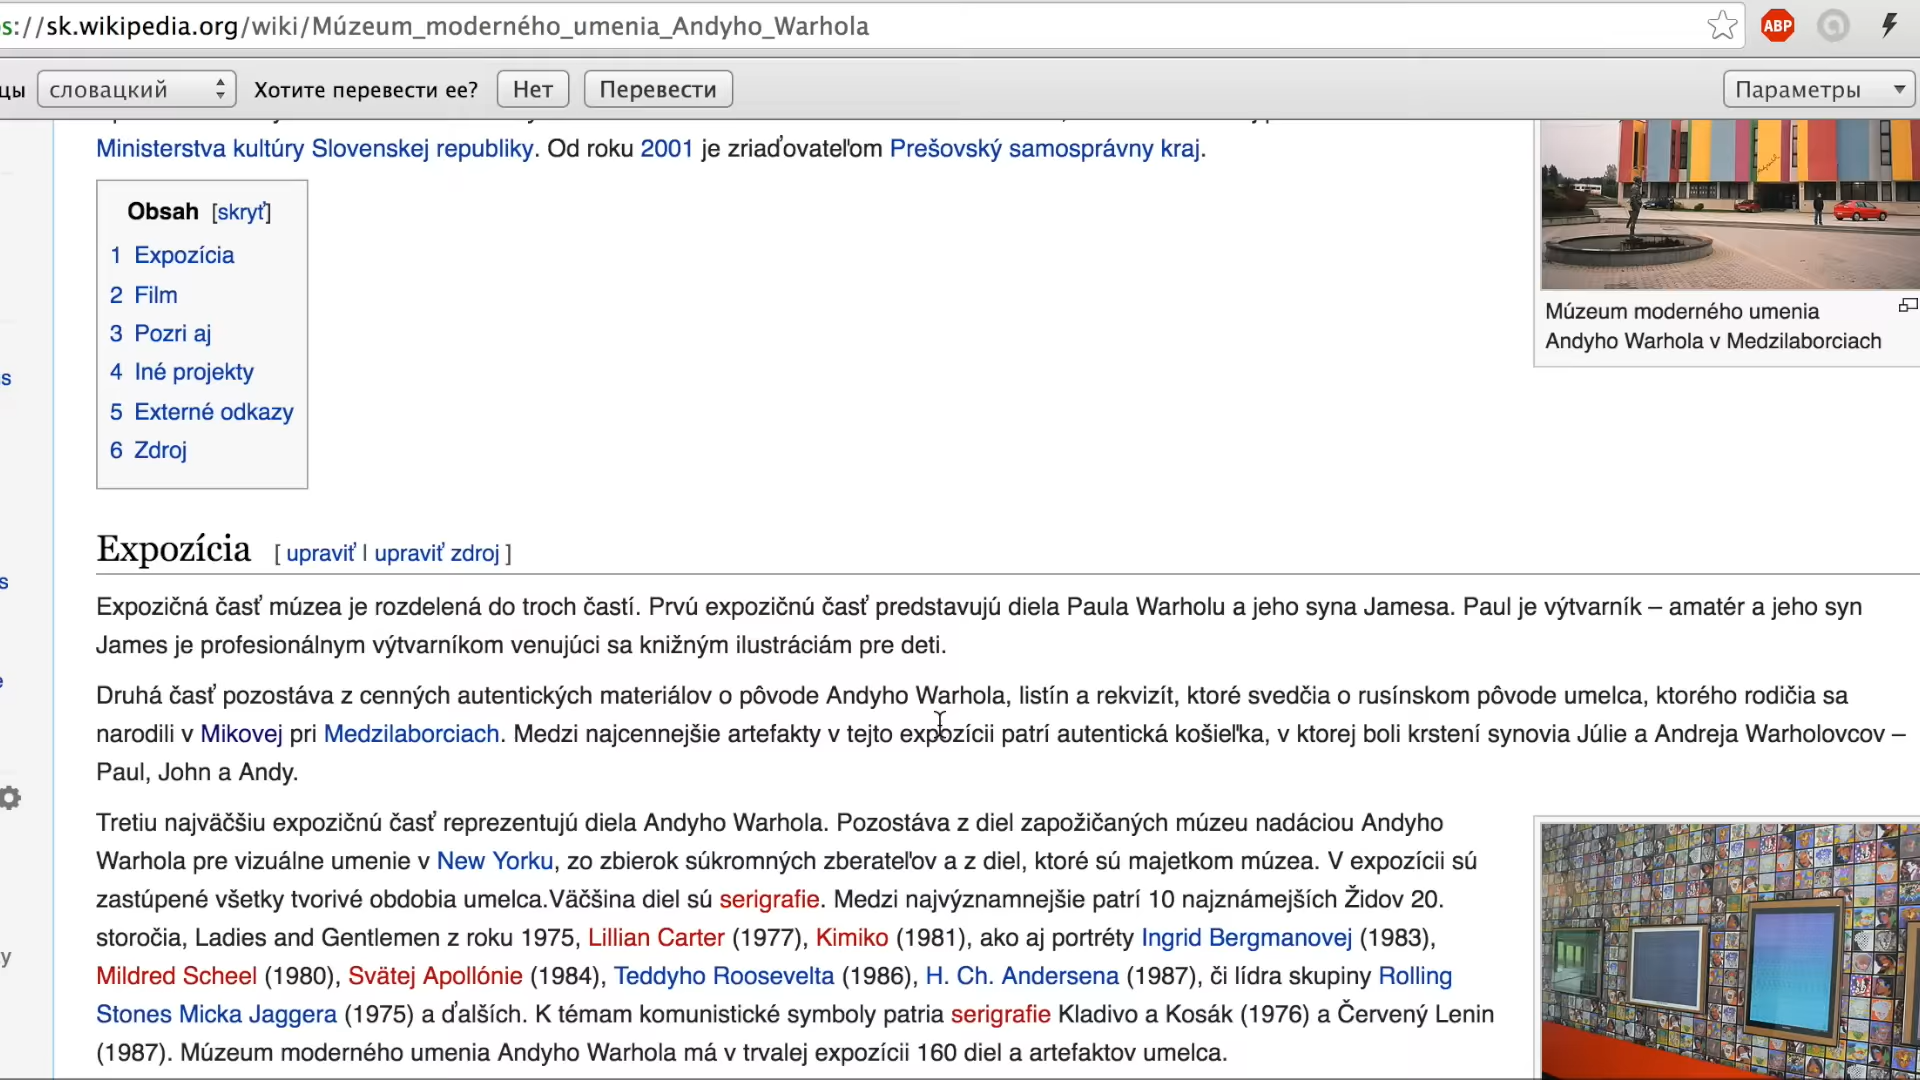 s://sk.wikipedia.org/wiki/Múzeum_moderného_umenia_Andyho_Warhola
ABP
цы словацкий Хотите перевести ее? Нет Перевести Параметры
Ministerstva kultúry Slovenskej republiky. Od roku 2001 je zriaďovateľom Prešovský samosprávny kraj.
Obsah [skryť]
1 Expozícia
2 Film
3 Pozri aj
4 Iné projekty
5 Externé odkazy
6 Zdroj
Múzeum moderného umenia
Andyho Warhola v Medzilaborciach
Expozícia [ upraviť | upraviť zdroj ]
Expozičná časť múzea je rozdelená do troch častí. Prvú expozičnú časť predstavujú diela Paula Warholu a jeho syna Jamesa. Paul je výtvarník – amatér a jeho syn
James je profesionálnym výtvarníkom venujúci sa knižným ilustráciám pre deti.
Druhá časť pozostáva z cenných autentických materiálov o pôvode Andyho Warhola, listín a rekvizít, ktoré svedčia o rusínskom pôvode umelca, ktorého rodičia sa
narodili v Mikovej pri Medzilaborciach. Medzi najcennejšie artefakty v tejto expozícii patrí autentická košieľka, v ktorej boli krstení synovia Júlie a Andreja Warholovcov –
Paul, John a Andy.
Tretiu najväčšiu expozičnú časť reprezentujú diela Andyho Warhola. Pozostáva z diel zapožičaných múzeu nadáciou Andyho
Warhola pre vizuálne umenie v New Yorku, zo zbierok súkromných zberateľov a z diel, ktoré sú majetkom múzea. V expozícii sú
zastúpené všetky tvorivé obdobia umelca.Väčšina diel sú serigrafie. Medzi najvýznamnejšie patrí 10 najznámejších Židov 20.
storočia, Ladies and Gentlemen z roku 1975, Lillian Carter (1977), Kimiko (1981), ako aj portréty Ingrid Bergmanovej (1983),
Mildred Scheel (1980), Svätej Apollónie (1984), Teddyho Roosevelta (1986), H. Ch. Andersena (1987), či lídra skupiny Rolling
Stones Micka Jaggera (1975) a ďalších. K témam komunistické symboly patria serigrafie Kladivo a Kosák (1976) a Červený Lenin
(1987). Múzeum moderného umenia Andyho Warhola má v trvalej expozícii 160 diel a artefaktov umelca.